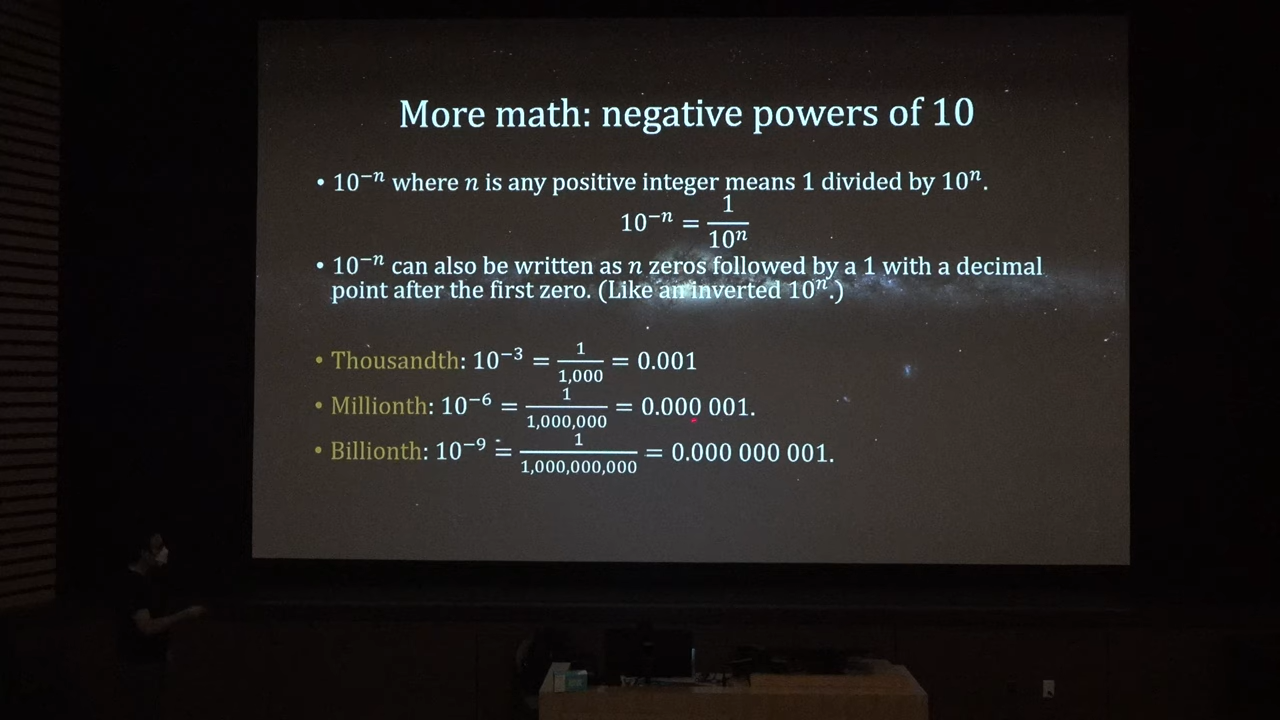 More math: negative powers of 10
• 10⁻ⁿ where n is any positive integer means 1 divided by 10ⁿ.
10⁻ⁿ = 1/10ⁿ
• 10⁻ⁿ can also be written as n zeros followed by a 1 with a decimal
point after the first zero. (Like an inverted 10ⁿ.)
• Thousandth: 10⁻³ = 1/1,000 = 0.001
• Millionth: 10⁻⁶ = 1/1,000,000 = 0.000 001.
• Billionth: 10⁻⁹ = 1/1,000,000,000 = 0.000 000 001.